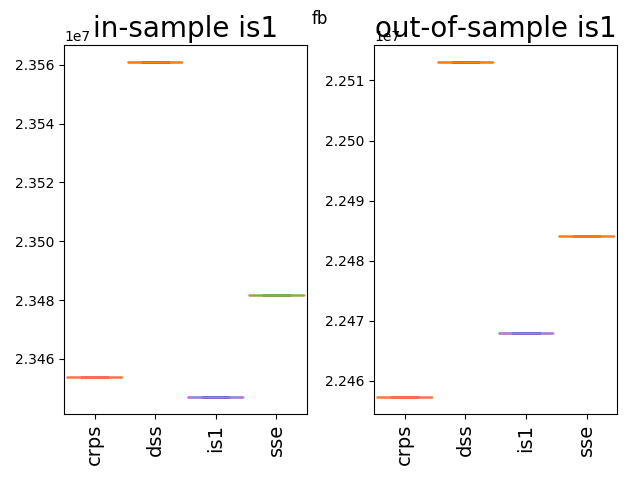 fb
in-sample is1
1e7
2.356
2.354
2.352
2.350
2.348
2.346
crps
dss
is1
sse
out-of-sample is1
1e7
2.251
2.250
2.249
2.248
2.247
2.246
crps
dss
is1
sse